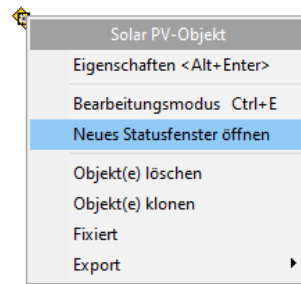 Solar PV-Objekt
Eigenschaften <Alt+Enter>
Bearbeitungsmodus Ctrl+E
Neues Statusfenster öffnen
Objekt(e) löschen
Objekt(e) klonen
Fixiert
Export